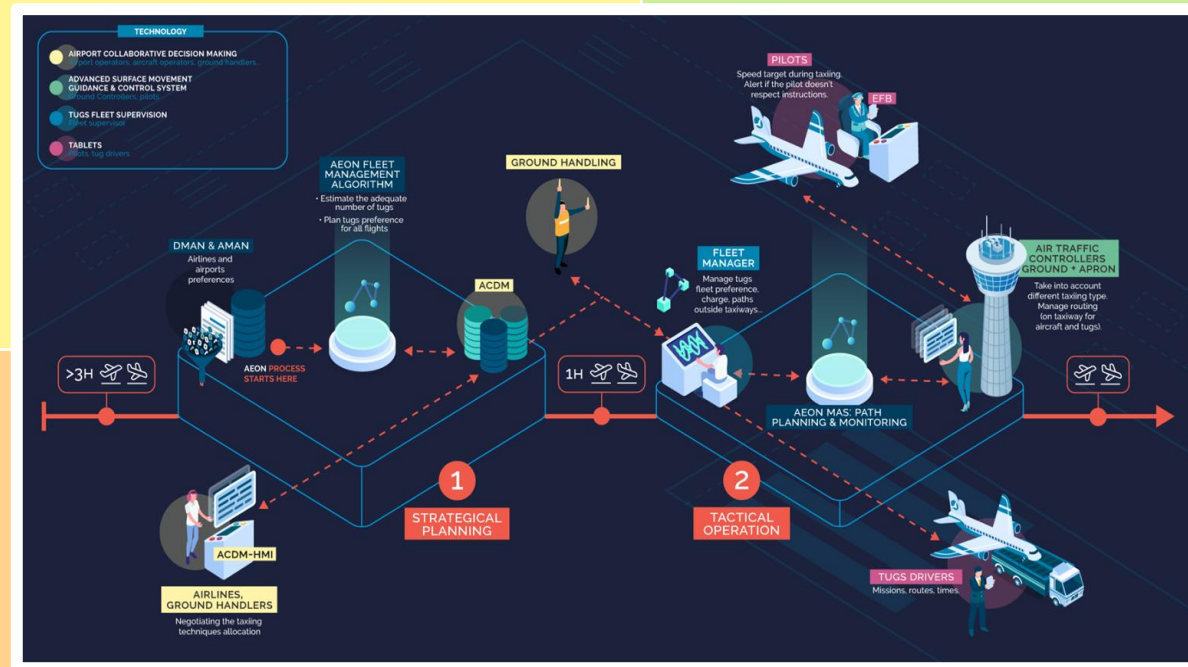 TECHNOLOGY
AIRPORT COLLABORATIVE DECISION MAKING
Airport operators, aircraft operators, ground handlers...
ADVANCED SURFACE MOVEMENT
GUIDANCE & CONTROL SYSTEM
Ground Controllers, pilots...
TUGS FLEET SUPERVISION
Fleet supervisor
TABLETS
Pilots, tug drivers
PILOTS
Speed target during taxiing.
Alert if the pilot doesn't
respect instructions.
EFB
AEON FLEET
MANAGEMENT
ALGORITHM
• Estimate the adequate
number of tugs
• Plan tugs preference
for all flights
GROUND HANDLING
DMAN & AMAN
Airlines and
airports
preferences
ACDM
FLEET
MANAGER
Manage tugs
fleet preference,
charge, paths
outside taxiways...
AIR TRAFFIC
CONTROLLERS
GROUND + APRON
Take into account
different taxiing type.
Manage routing
(on taxiway for
aircraft and tugs).
>3H
AEON PROCESS
STARTS HERE
1H
AEON MAS: PATH
PLANNING & MONITORING
1
STRATEGICAL
PLANNING
2
TACTICAL
OPERATION
ACDM-HMI
AIRLINES,
GROUND HANDLERS
Negotiating the taxiing
techniques allocation
TUGS DRIVERS
Missions, routes, times.